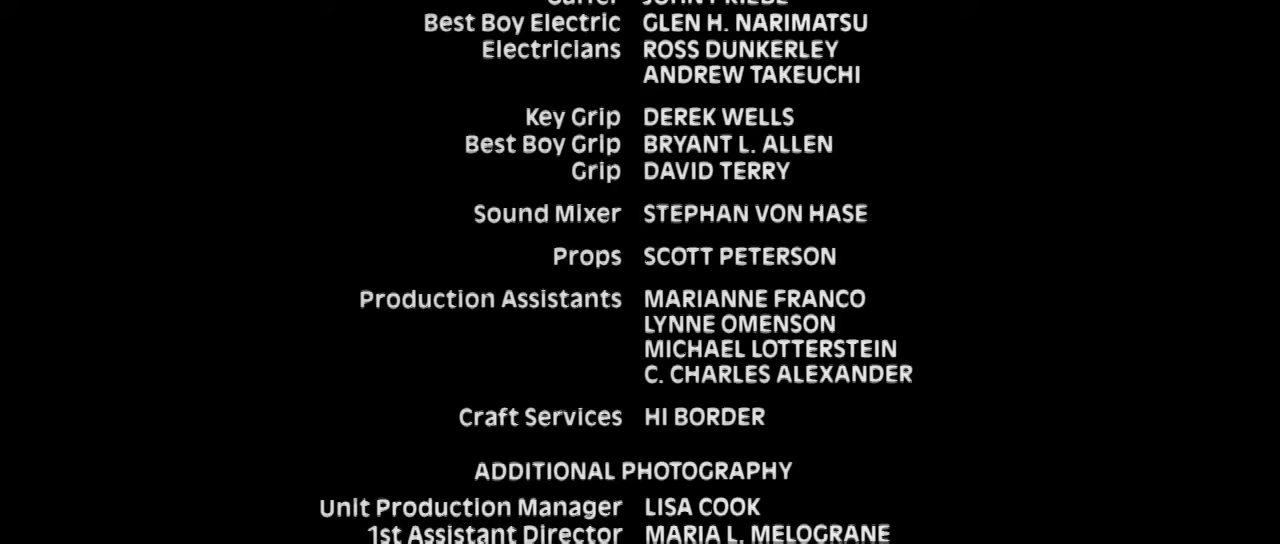 Best Boy Electric GLEN H. NARIMATSU
Electricians ROSS DUNKERLEY
ANDREW TAKEUCHI
Key Grip DEREK WELLS
Best Boy Grip BRYANT L. ALLEN
Grip DAVID TERRY
Sound Mixer STEPHAN VON HASE
Props SCOTT PETERSON
Production Assistants MARIANNE FRANCO
LYNNE OMENSON
MICHAEL LOTTERSTEIN
C. CHARLES ALEXANDER
Craft Services HI BORDER
ADDITIONAL PHOTOGRAPHY
Unit Production Manager LISA COOK
1st Assistant Director MARIA L. MELOGRANE